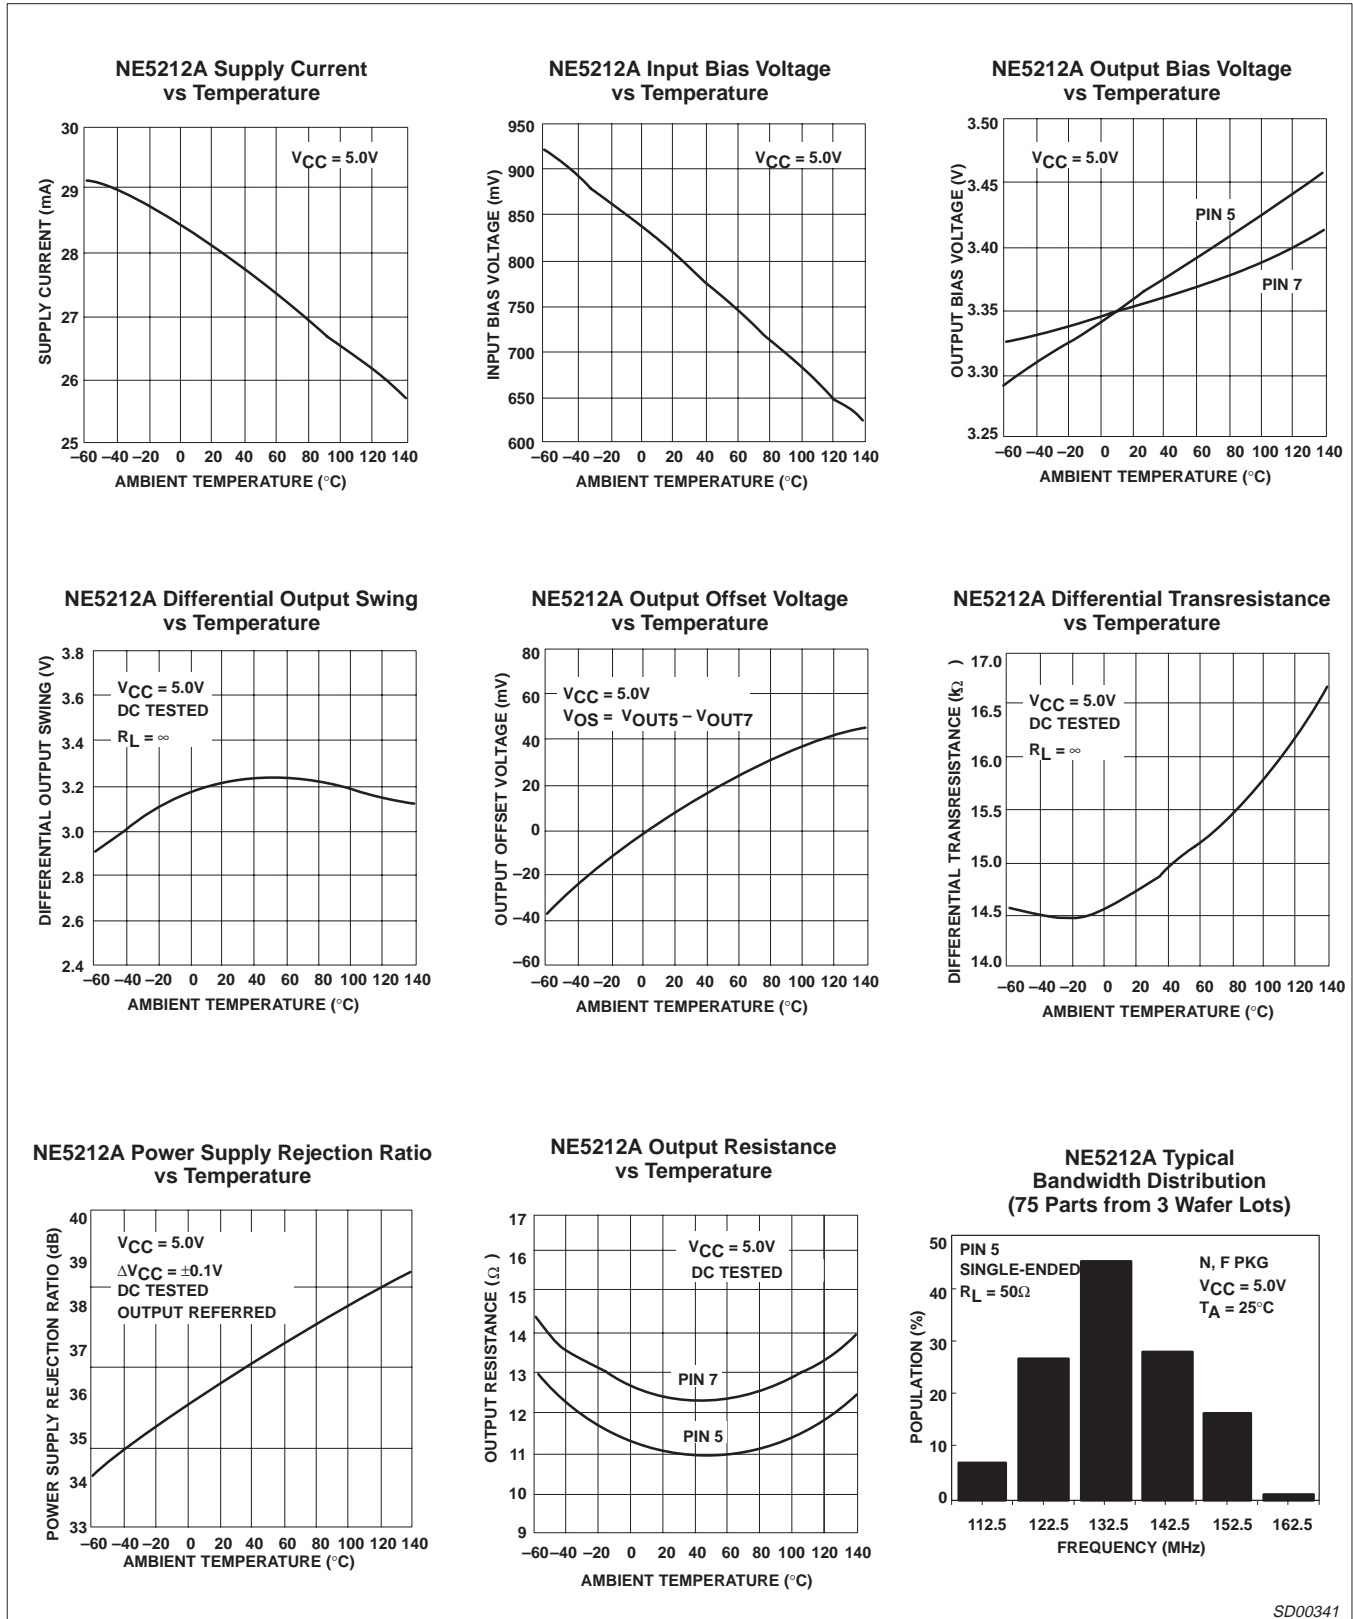 NE5212A Supply Current
vs Temperature
30
29
28
27
26
25
SUPPLY CURRENT (mA)
VCC = 5.0V
–60 –40 –20 0 20 40 60 80 100 120 140
AMBIENT TEMPERATURE (°C)
NE5212A Input Bias Voltage
vs Temperature
950
900
850
800
750
700
650
600
INPUT BIAS VOLTAGE (mV)
VCC = 5.0V
–60 –40 –20 0 20 40 60 80 100 120 140
AMBIENT TEMPERATURE (°C)
NE5212A Output Bias Voltage
vs Temperature
3.50
3.45
3.40
3.35
3.30
3.25
OUTPUT BIAS VOLTAGE (V)
VCC = 5.0V
PIN 5
PIN 7
–60 –40 –20 0 20 40 60 80 100 120 140
AMBIENT TEMPERATURE (°C)
NE5212A Differential Output Swing
vs Temperature
3.8
3.6
3.4
3.2
3.0
2.8
2.6
2.4
DIFFERENTIAL OUTPUT SWING (V)
VCC = 5.0V
DC TESTED
RL = ∞
–60 –40 –20 0 20 40 60 80 100 120 140
AMBIENT TEMPERATURE (°C)
NE5212A Output Offset Voltage
vs Temperature
80
60
40
20
0
–20
–40
–60
OUTPUT OFFSET VOLTAGE (mV)
VCC = 5.0V
VOS = VOUT5 – VOUT7
–60 –40 –20 0 20 40 60 80 100 120 140
AMBIENT TEMPERATURE (°C)
NE5212A Differential Transresistance
vs Temperature
17.0
16.5
16.0
15.5
15.0
14.5
14.0
DIFFERENTIAL TRANSRESISTANCE (kΩ)
VCC = 5.0V
DC TESTED
RL = ∞
–60 –40 –20 0 20 40 60 80 100 120 140
AMBIENT TEMPERATURE (°C)
NE5212A Power Supply Rejection Ratio
vs Temperature
40
39
38
37
36
35
34
33
POWER SUPPLY REJECTION RATIO (dB)
VCC = 5.0V
ΔVCC = ±0.1V
DC TESTED
OUTPUT REFERRED
–60 –40 –20 0 20 40 60 80 100 120 140
AMBIENT TEMPERATURE (°C)
NE5212A Output Resistance
vs Temperature
17
16
15
14
13
12
11
10
9
OUTPUT RESISTANCE (Ω)
VCC = 5.0V
DC TESTED
PIN 7
PIN 5
–60 –40 –20 0 20 40 60 80 100 120 140
AMBIENT TEMPERATURE (°C)
NE5212A Typical
Bandwidth Distribution
(75 Parts from 3 Wafer Lots)
50
40
30
20
10
0
POPULATION (%)
PIN 5
SINGLE-ENDED
RL = 50Ω
N, F PKG
VCC = 5.0V
TA = 25°C
112.5 122.5 132.5 142.5 152.5 162.5
FREQUENCY (MHz)
SD00341